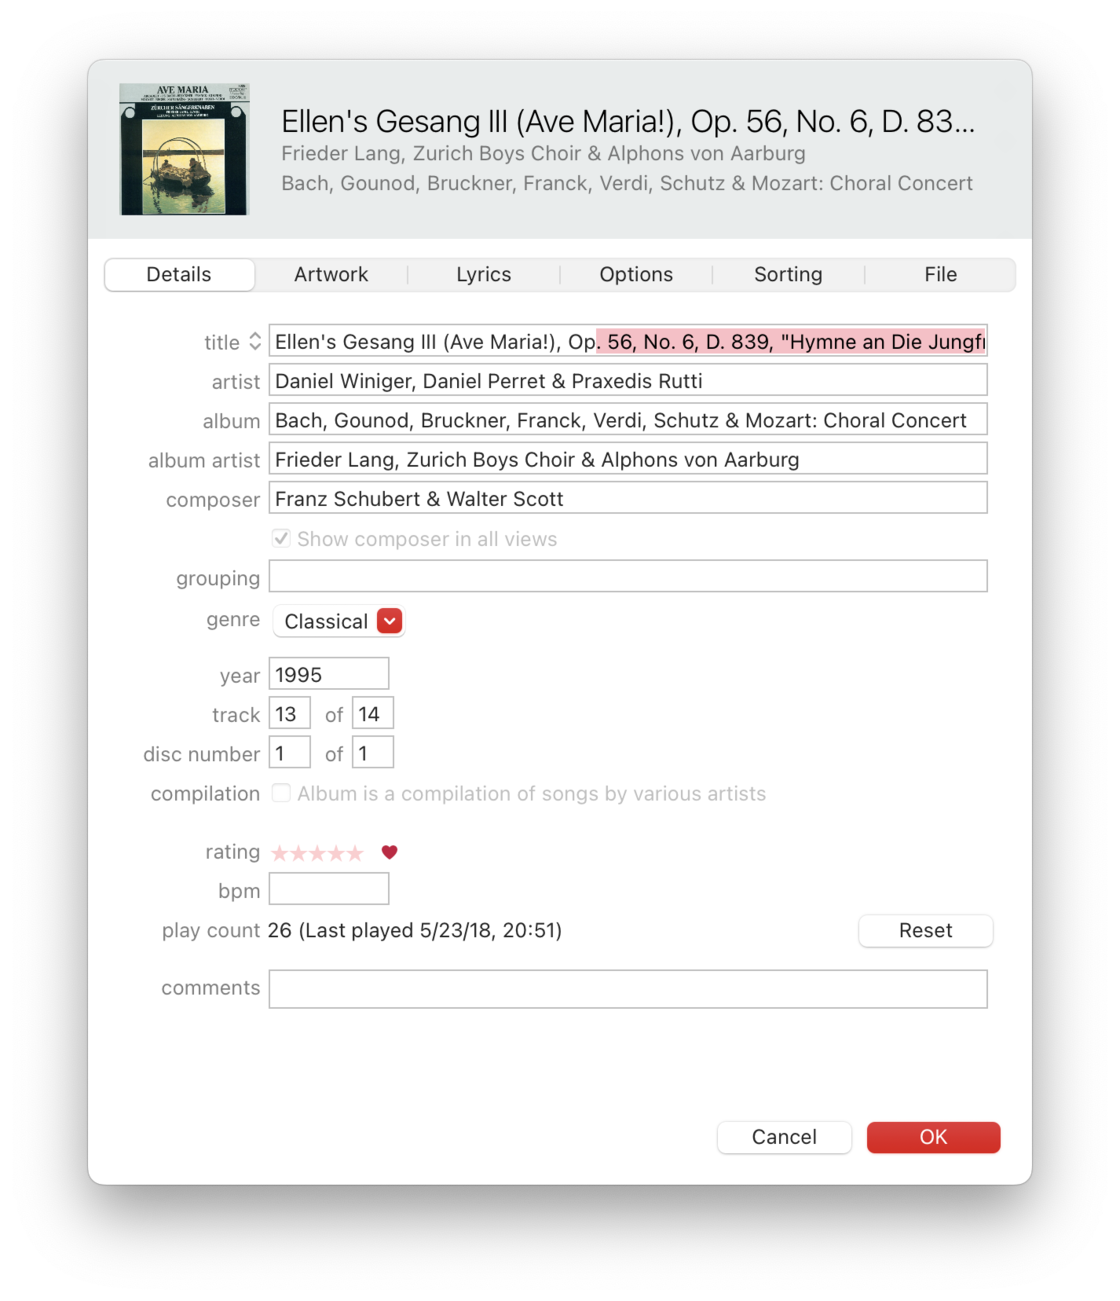 AVE MARIA
ZÜRCHER SÄNGERKNABEN
Ellen's Gesang III (Ave Maria!), Op. 56, No. 6, D. 83...
Frieder Lang, Zurich Boys Choir & Alphons von Aarburg
Bach, Gounod, Bruckner, Franck, Verdi, Schutz & Mozart: Choral Concert
Details Artwork Lyrics Options Sorting File
title Ellen's Gesang III (Ave Maria!), Op. 56, No. 6, D. 839, "Hymne an Die Jungf
artist Daniel Winiger, Daniel Perret & Praxedis Rutti
album Bach, Gounod, Bruckner, Franck, Verdi, Schutz & Mozart: Choral Concert
album artist Frieder Lang, Zurich Boys Choir & Alphons von Aarburg
composer Franz Schubert & Walter Scott
Show composer in all views
grouping
genre Classical
year 1995
track 13 of 14
disc number 1 of 1
compilation Album is a compilation of songs by various artists
rating
bpm
play count 26 (Last played 5/23/18, 20:51) Reset
comments
Cancel OK